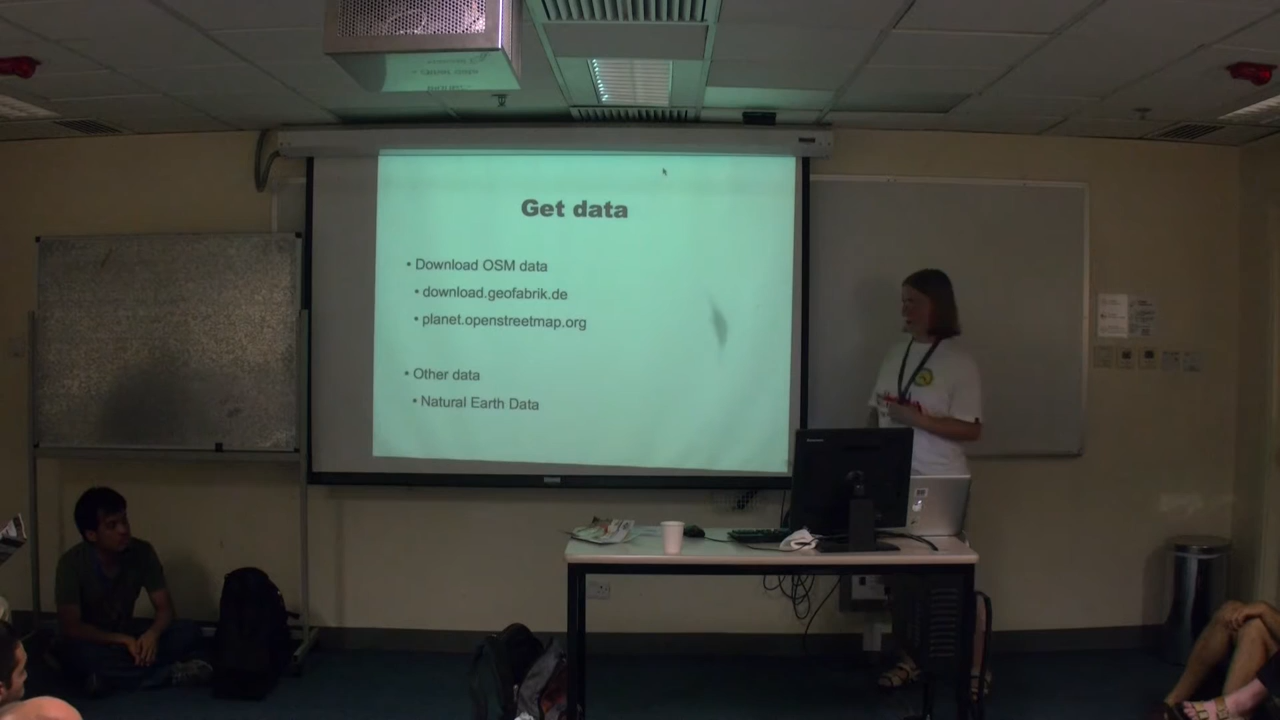 Get data
• Download OSM data
• download.geofabrik.de
• planet.openstreetmap.org
• Other data
• Natural Earth Data